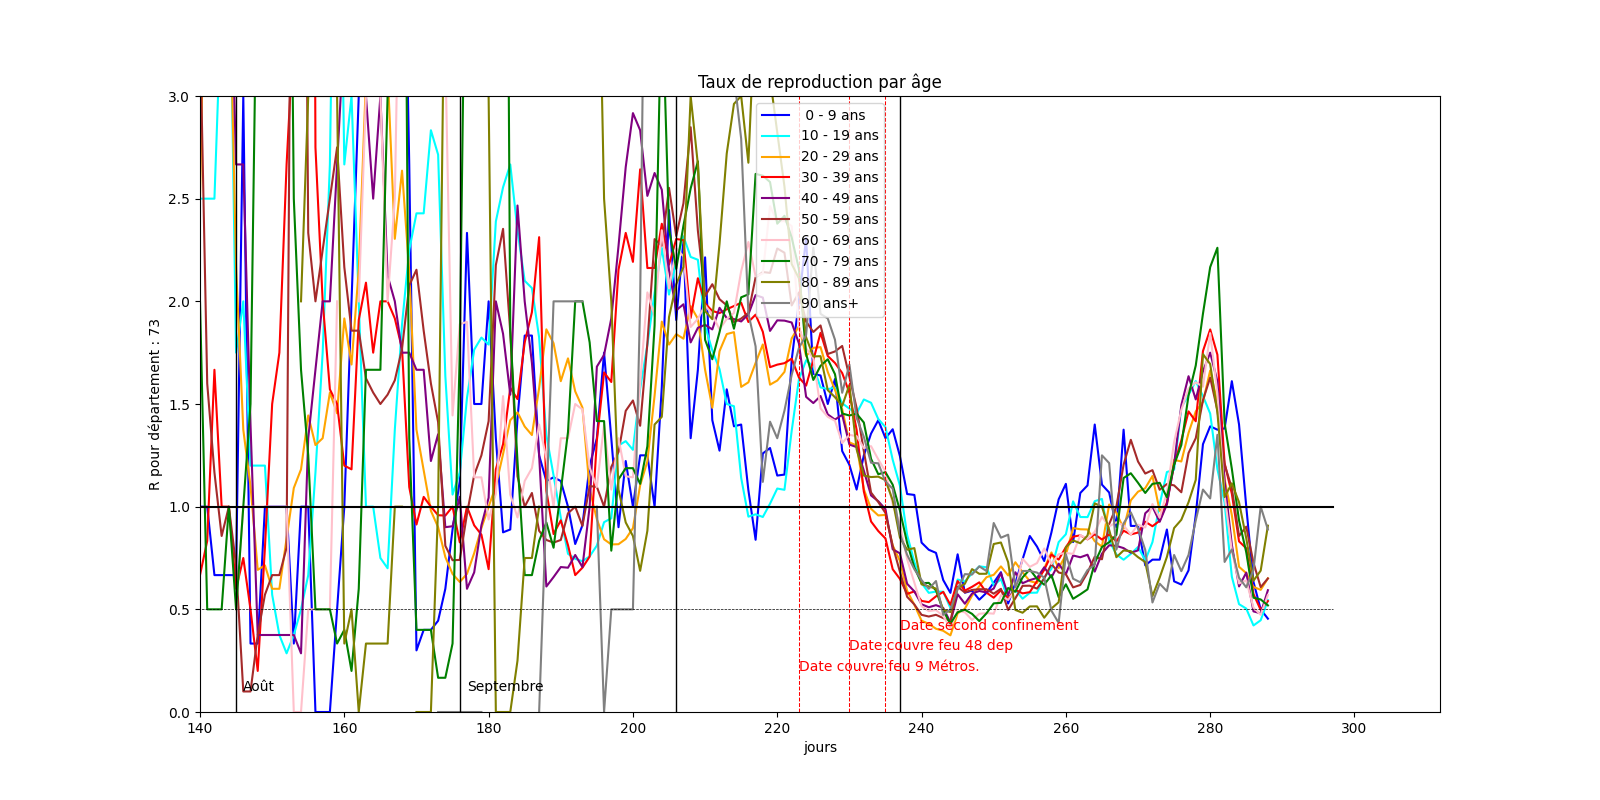 Taux de reproduction par âge
R pour département : 73
3.0
2.5
2.0
1.5
1.0
0.5
0.0
0 - 9 ans
10 - 19 ans
20 - 29 ans
30 - 39 ans
40 - 49 ans
50 - 59 ans
60 - 69 ans
70 - 79 ans
80 - 89 ans
90 ans+
Date second confinement
Date couvre feu 48 dep
Date couvre feu 9 Métros.
Août
Septembre
140 160 180 200 220 240 260 280 300
jours